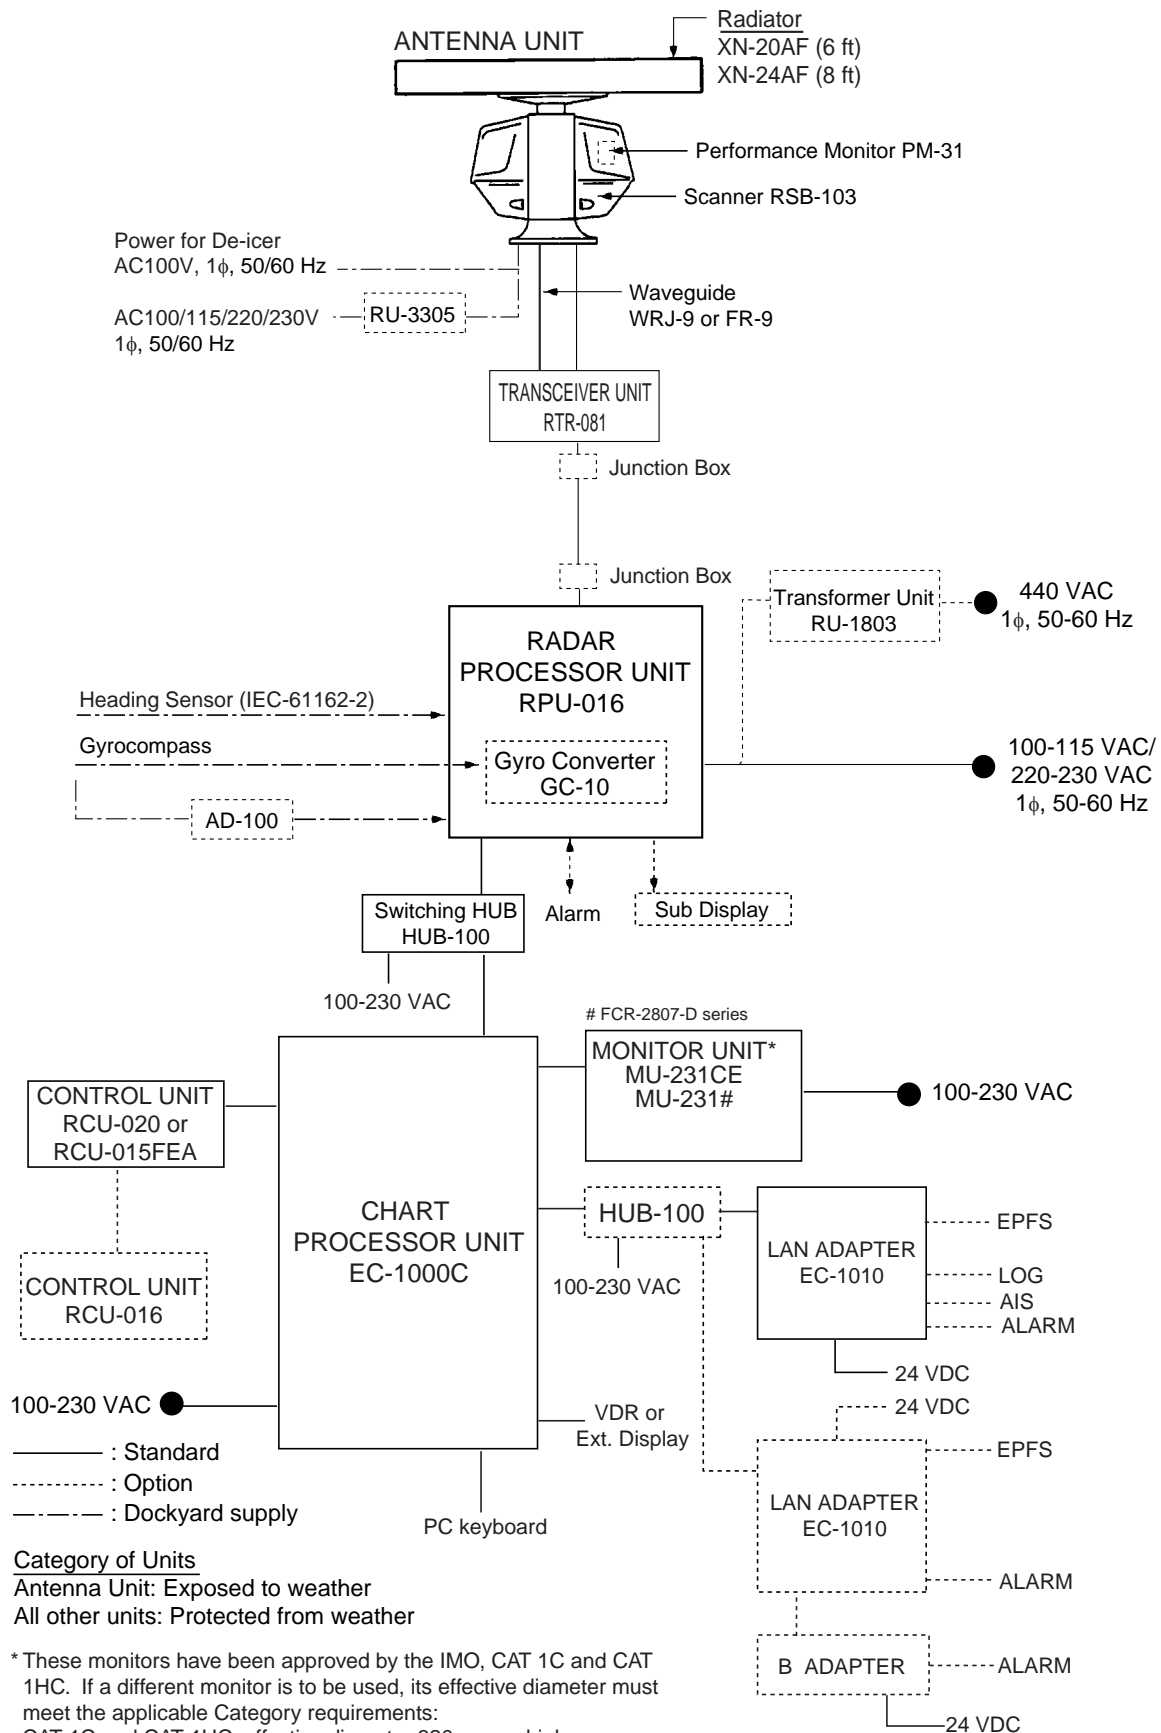 ANTENNA UNIT
Radiator
XN-20AF (6 ft)
XN-24AF (8 ft)
Performance Monitor PM-31
Scanner RSB-103
Power for De-icer
AC100V, 1ϕ, 50/60 Hz
AC100/115/220/230V
1ϕ, 50/60 Hz
RU-3305
Waveguide
WRJ-9 or FR-9
TRANSCEIVER UNIT
RTR-081
Junction Box
Junction Box
Transformer Unit
RU-1803
440 VAC
1ϕ, 50-60 Hz
RADAR
PROCESSOR UNIT
RPU-016
Heading Sensor (IEC-61162-2)
Gyrocompass
Gyro Converter
GC-10
100-115 VAC/
220-230 VAC
1ϕ, 50-60 Hz
AD-100
Switching HUB
HUB-100
Alarm
Sub Display
100-230 VAC
# FCR-2807-D series
MONITOR UNIT*
MU-231CE
MU-231#
100-230 VAC
CONTROL UNIT
RCU-020 or
RCU-015FEA
CHART
PROCESSOR UNIT
EC-1000C
HUB-100
100-230 VAC
LAN ADAPTER
EC-1010
EPFS
LOG
AIS
ALARM
24 VDC
CONTROL UNIT
RCU-016
100-230 VAC
VDR or
Ext. Display
24 VDC
EPFS
LAN ADAPTER
EC-1010
ALARM
: Standard
: Option
: Dockyard supply
PC keyboard
Category of Units
Antenna Unit: Exposed to weather
All other units: Protected from weather
B ADAPTER
ALARM
24 VDC
* These monitors have been approved by the IMO, CAT 1C and CAT
1HC. If a different monitor is to be used, its effective diameter must
meet the applicable Category requirements: